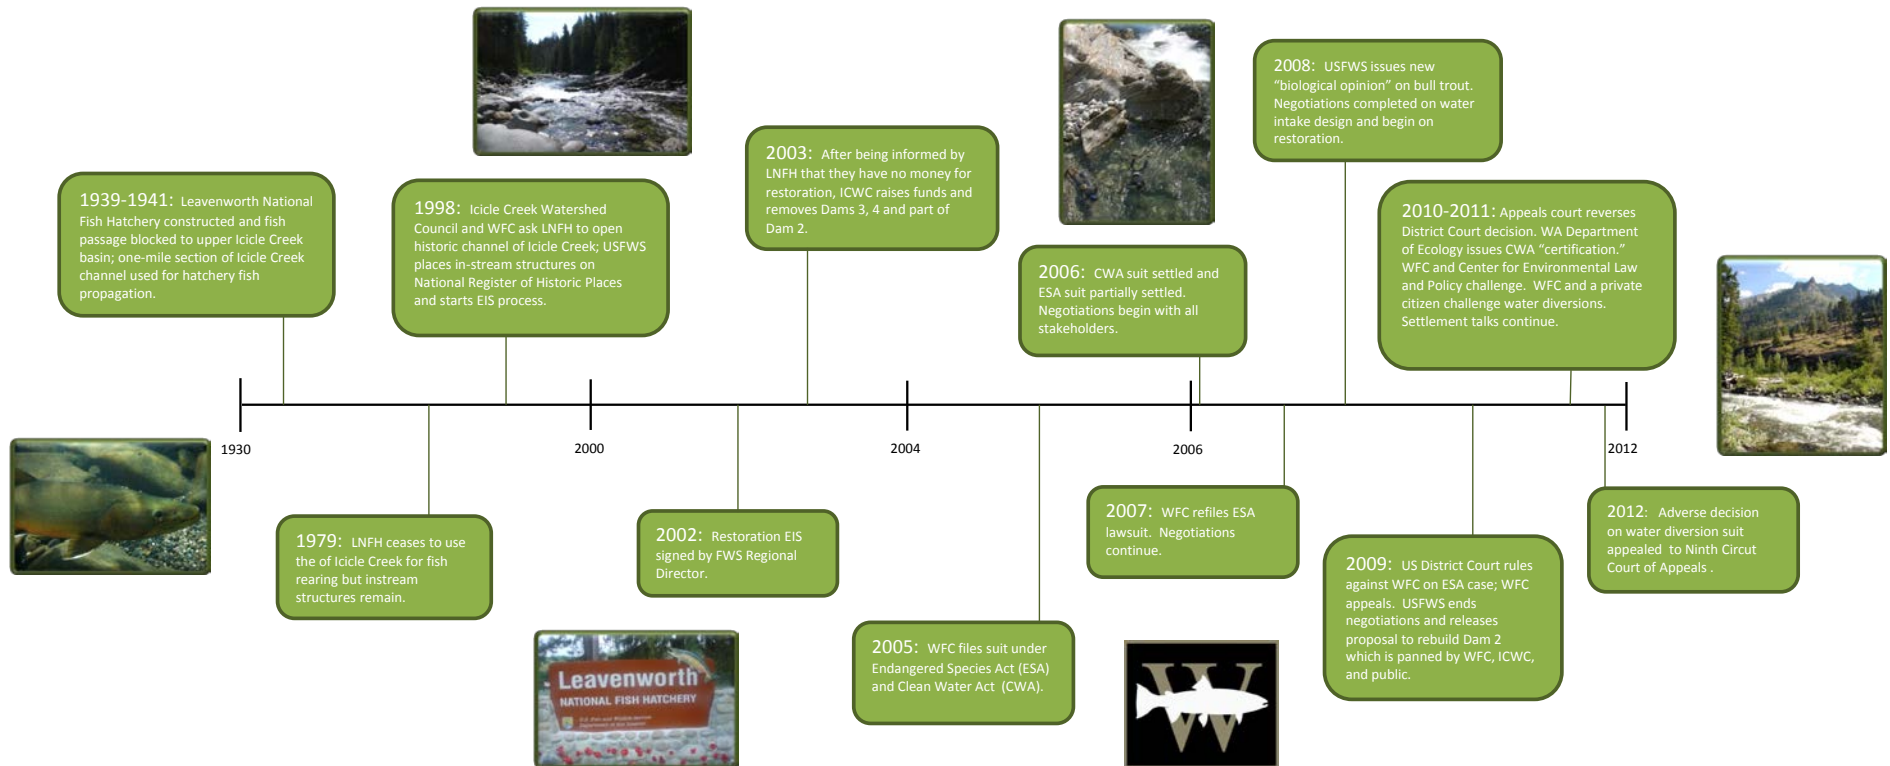 1939-1941: Leavenworth National
Fish Hatchery constructed and fish
passage blocked to upper Icicle Creek
basin; one-mile section of Icicle Creek
channel used for hatchery fish
propagation.
1998: Icicle Creek Watershed
Council and WFC ask LNFH to open
historic channel of Icicle Creek; USFWS
places in-stream structures on
National Register of Historic Places
and starts EIS process.
2003: After being informed by
LNFH that they have no money for
restoration, ICWC raises funds and
removes Dams 3, 4 and part of
Dam 2.
2006: CWA suit settled and
ESA suit partially settled.
Negotiations begin with all
stakeholders.
2008: USFWS issues new
“biological opinion” on bull trout.
Negotiations completed on water
intake design and begin on
restoration.
2010-2011: Appeals court reverses
District Court decision. WA Department
of Ecology issues CWA “certification.”
WFC and Center for Environmental Law
and Policy challenge. WFC and a private
citizen challenge water diversions.
Settlement talks continue.
1930
2000
2004
2006
2012
1979: LNFH ceases to use
the of Icicle Creek for fish
rearing but instream
structures remain.
2002: Restoration EIS
signed by FWS Regional
Director.
2005: WFC files suit under
Endangered Species Act (ESA)
and Clean Water Act (CWA).
2007: WFC refiles ESA
lawsuit. Negotiations
continue.
2009: US District Court rules
against WFC on ESA case; WFC
appeals. USFWS ends
negotiations and releases
proposal to rebuild Dam 2
which is panned by WFC, ICWC,
and public.
2012: Adverse decision
on water diversion suit
appealed to Ninth Circut
Court of Appeals .
Leavenworth
NATIONAL FISH HATCHERY
U.S. Fish and Wildlife Service
Department of the Interior
W